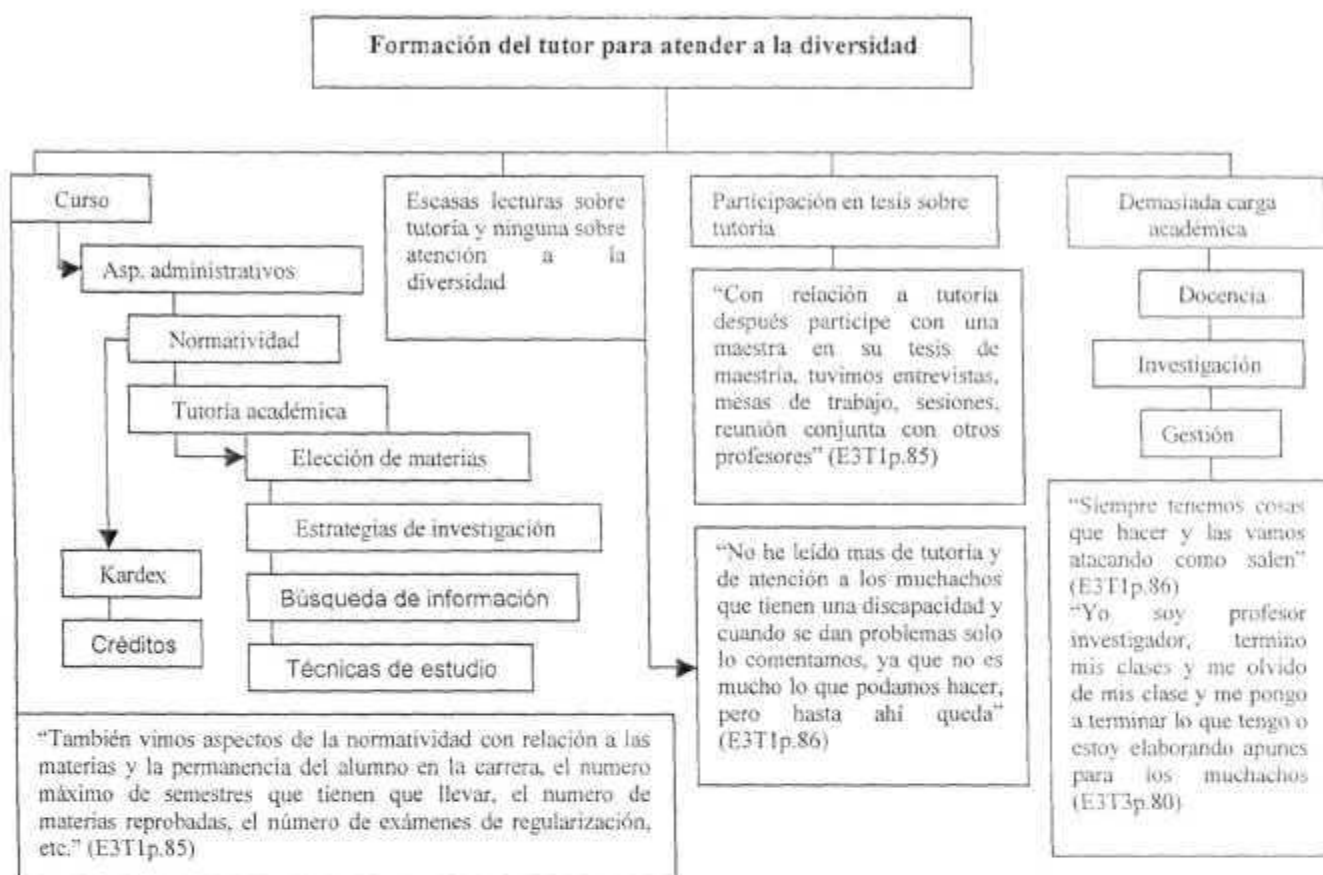 Formación del tutor para atender a la diversidad
Curso
Asp. administrativos
Normatividad
Tutoría académica
Elección de materias
Estrategias de investigación
Búsqueda de información
Técnicas de estudio
Kardex
Créditos
"También vimos aspectos de la normatividad con relación a las
materias y la permanencia del alumno en la carrera, el numero
máximo de semestres que tienen que llevar, el numero de
materias reprobadas, el número de exámenes de regularización,
etc." (E3T1p.85)
Escasas lecturas sobre
tutoría y ninguna sobre
atención a la
diversidad
"No he leído mas de tutoría y
de atención a los muchachos
que tienen una discapacidad y
cuando se dan problemas solo
lo comentamos, ya que no es
mucho lo que podamos hacer,
pero hasta ahí queda"
(E3T1p.86)
Participación en tesis sobre
tutoria
"Con relación a tutoría
después participe con una
maestra en su tesis de
maestría, tuvimos entrevistas,
mesas de trabajo, sesiones,
reunión conjunta con otros
profesores" (E3T1p.85)
Demasiada carga
académica
Docencia
Investigación
Gestión
"Siempre tenemos cosas
que hacer y las vamos
atacando como salen"
(E3T1p.86)
"Yo soy profesor
investigador, termino
mis clases y me olvido
de mis clase y me pongo
a terminar lo que tengo o
estoy elaborando apunes
para los muchachos
(E3T3p.80)